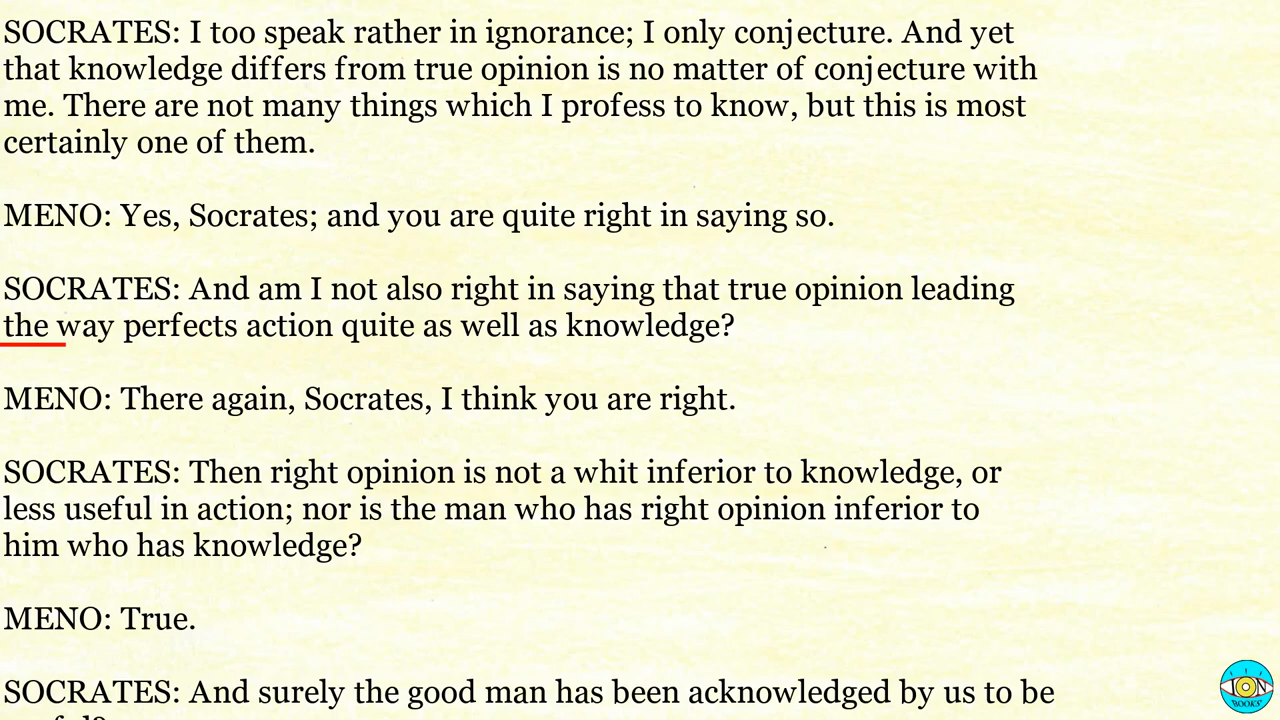 SOCRATES: I too speak rather in ignorance; I only conjecture. And yet
that knowledge differs from true opinion is no matter of conjecture with
me. There are not many things which I profess to know, but this is most
certainly one of them.
MENO: Yes, Socrates; and you are quite right in saying so.
SOCRATES: And am I not also right in saying that true opinion leading
the way perfects action quite as well as knowledge?
MENO: There again, Socrates, I think you are right.
SOCRATES: Then right opinion is not a whit inferior to knowledge, or
less useful in action; nor is the man who has right opinion inferior to
him who has knowledge?
MENO: True.
SOCRATES: And surely the good man has been acknowledged by us to be
ION
BOOKS